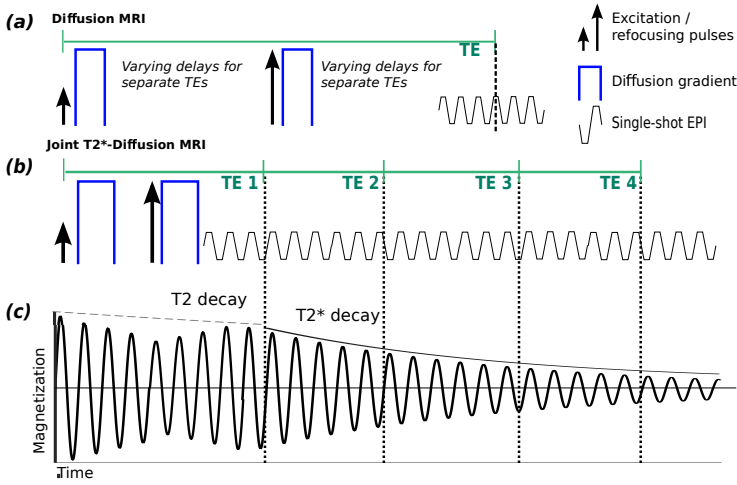 (a)
Diffusion MRI
TE
Varying delays for
separate TEs
Varying delays for
separate TEs
Excitation /
refocusing pulses
Diffusion gradient
Single-shot EPI
Joint T2*-Diffusion MRI
(b)
TE 1
TE 2
TE 3
TE 4
(c)
T2 decay
T2* decay
Magnetization
Time